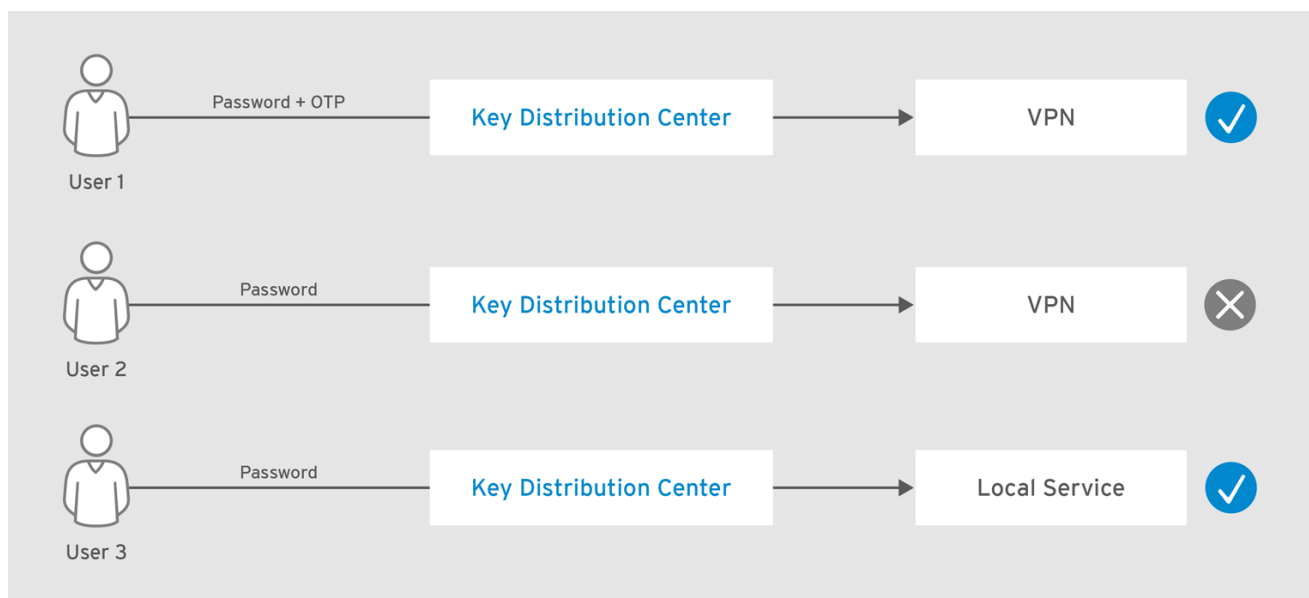 Password + OTP
Key Distribution Center
VPN
User 1
Password
Key Distribution Center
VPN
User 2
Password
Key Distribution Center
Local Service
User 3